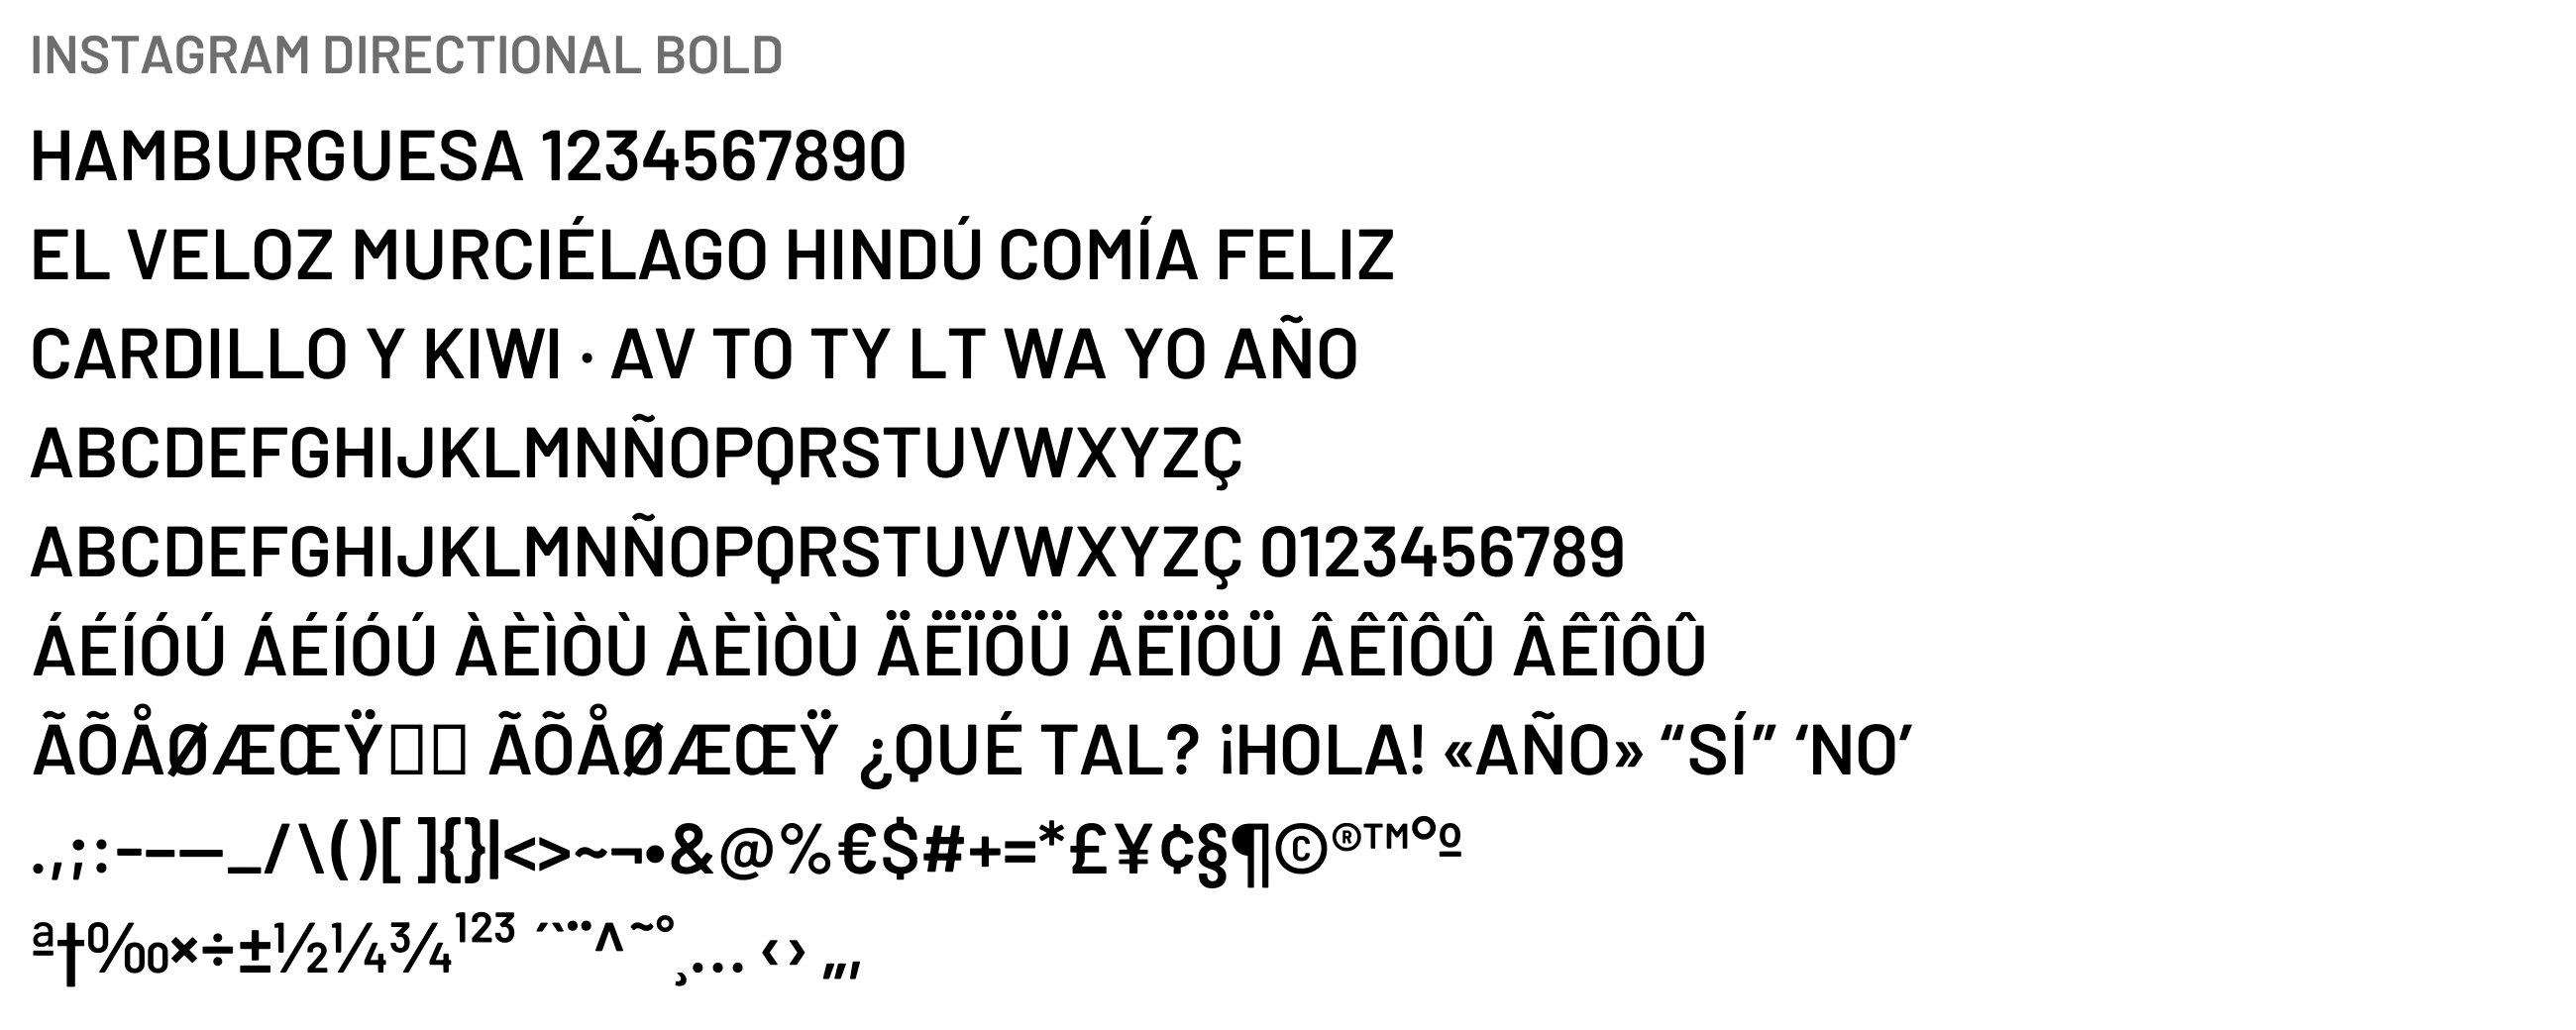 INSTAGRAM DIRECTIONAL BOLD
HAMBURGUESA 1234567890
EL VELOZ MURCIÉLAGO HINDÚ COMÍA FELIZ
CARDILLO Y KIWI · AV TO TY LT WA YO AÑO
ABCDEFGHIJKLMNÑOPQRSTUVWXYZÇ
ABCDEFGHIJKLMNÑOPQRSTUVWXYZÇ 0123456789
ÁÉÍÓÚ ÁÉÍÓÚ ÀÈÌÒÙ ÀÈÌÒÙ ÄËÏÖÜ ÄËÏÖÜ ÂÊÎÔÛ ÂÊÎÔÛ
ÃÕÅØÆŒŸ▯▯ ÃÕÅØÆŒŸ ¿QUÉ TAL? ¡HOLA! «AÑO» “SÍ” ‘NO’
.,;:-–—_/\()[]{}|<>~¬•&@%€$#+=*£¥¢§¶©®™°º
ª†‰×÷±½¼¾¹²³ ´`¨^˜°¸… ‹› „‚